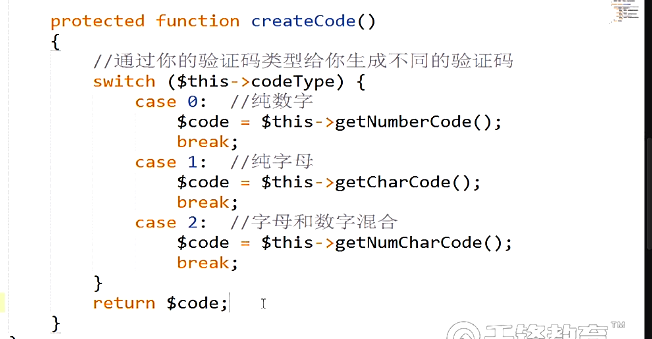 protected function createCode()
{
    //通过你的验证码类型给你生成不同的验证码
    switch ($this->codeType) {
        case 0:  //纯数字
            $code = $this->getNumberCode();
            break;
        case 1:  //纯字母
            $code = $this->getCharCode();
            break;
        case 2:  //字母和数字混合
            $code = $this->getNumCharCode();
            break;
    }
    return $code;
}